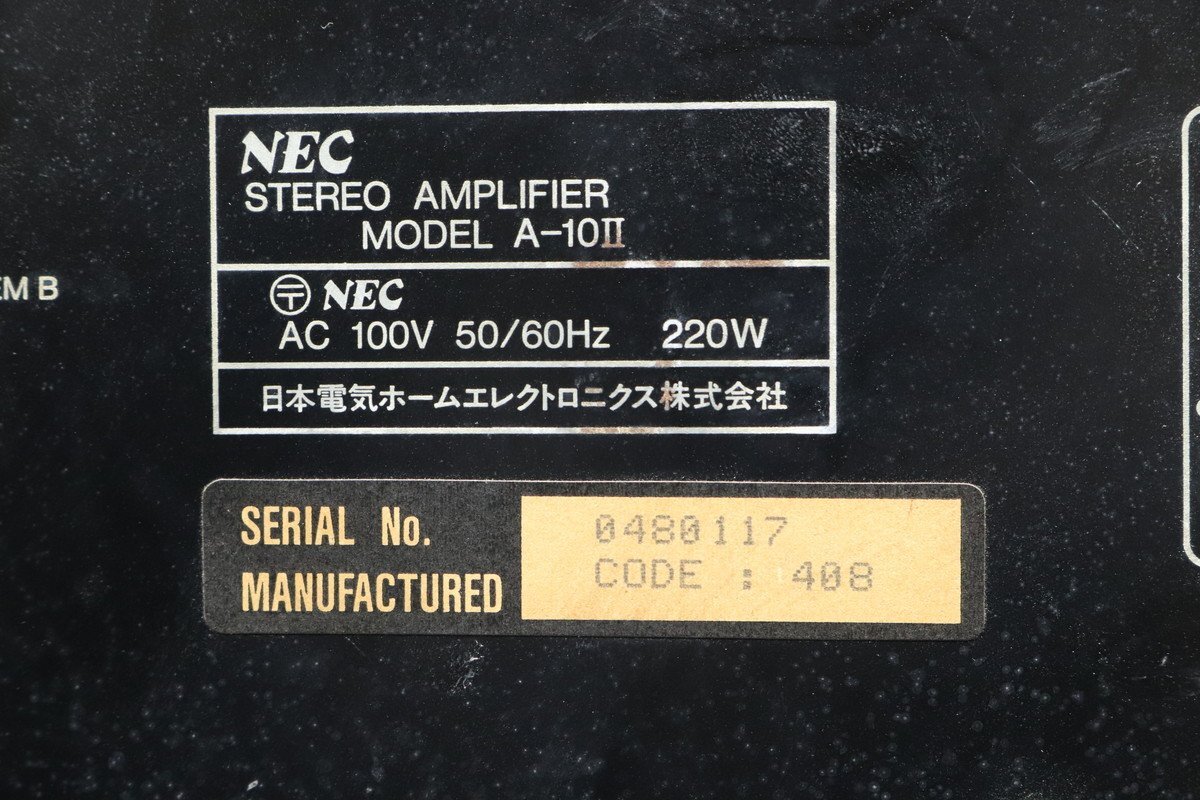 NEC
STEREO AMPLIFIER
MODEL A-10II
EM B
〶 NEC
AC 100V 50/60Hz 220W
日本電気ホームエレクトロニクス株式会社
SERIAL No. 0480117
MANUFACTURED CODE : 408